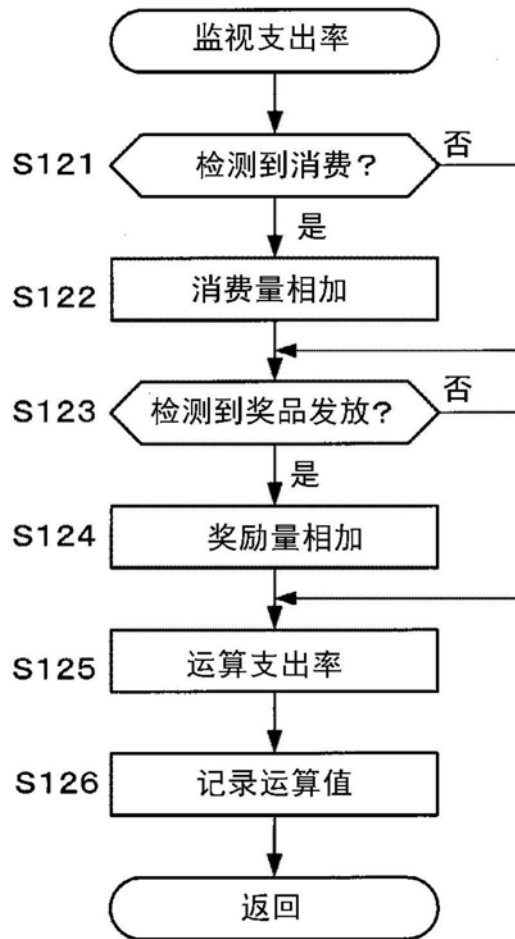 监视支出率
S121
检测到消费?
否
是
S122
消费量相加
S123
检测到奖品发放?
否
是
S124
奖励量相加
S125
运算支出率
S126
记录运算值
返回